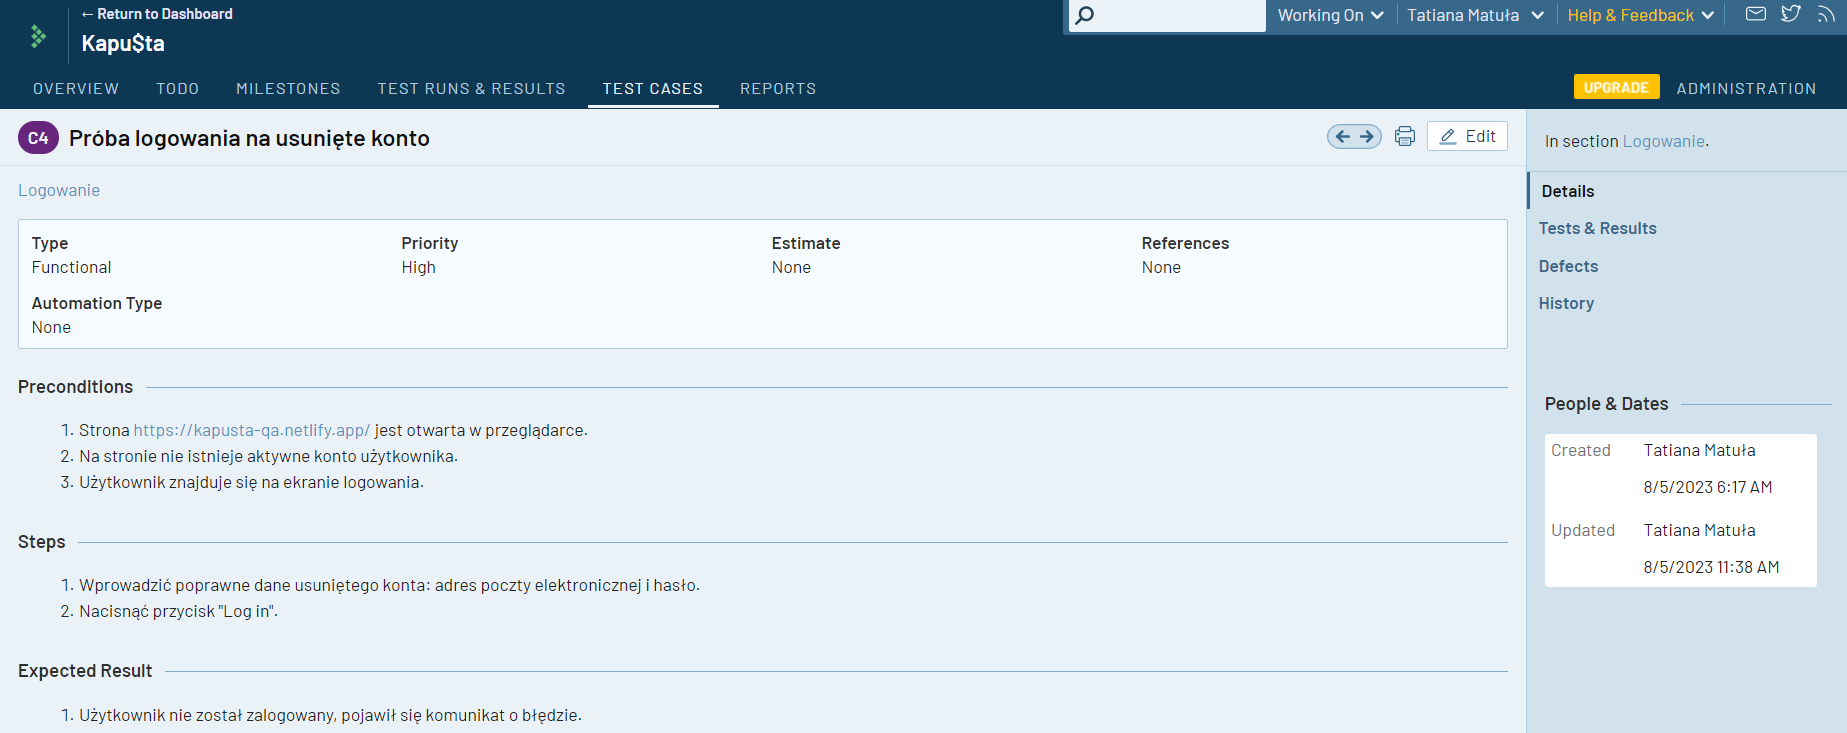 ← Return to Dashboard
Kapu$ta
Working On
Tatiana Matuła
Help & Feedback
OVERVIEW
TODO
MILESTONES
TEST RUNS & RESULTS
TEST CASES
REPORTS
UPGRADE
ADMINISTRATION
C4
Próba logowania na usunięte konto
Edit
Logowanie
Type
Functional
Priority
High
Estimate
None
References
None
Automation Type
None
Preconditions
1. Strona https://kapusta-qa.netlify.app/ jest otwarta w przeglądarce.
2. Na stronie nie istnieje aktywne konto użytkownika.
3. Użytkownik znajduje się na ekranie logowania.
Steps
1. Wprowadzić poprawne dane usuniętego konta: adres poczty elektronicznej i hasło.
2. Nacisnąć przycisk "Log in".
Expected Result
1. Użytkownik nie został zalogowany, pojawił się komunikat o błędzie.
In section Logowanie.
Details
Tests & Results
Defects
History
People & Dates
Created
Tatiana Matuła
8/5/2023 6:17 AM
Updated
Tatiana Matuła
8/5/2023 11:38 AM